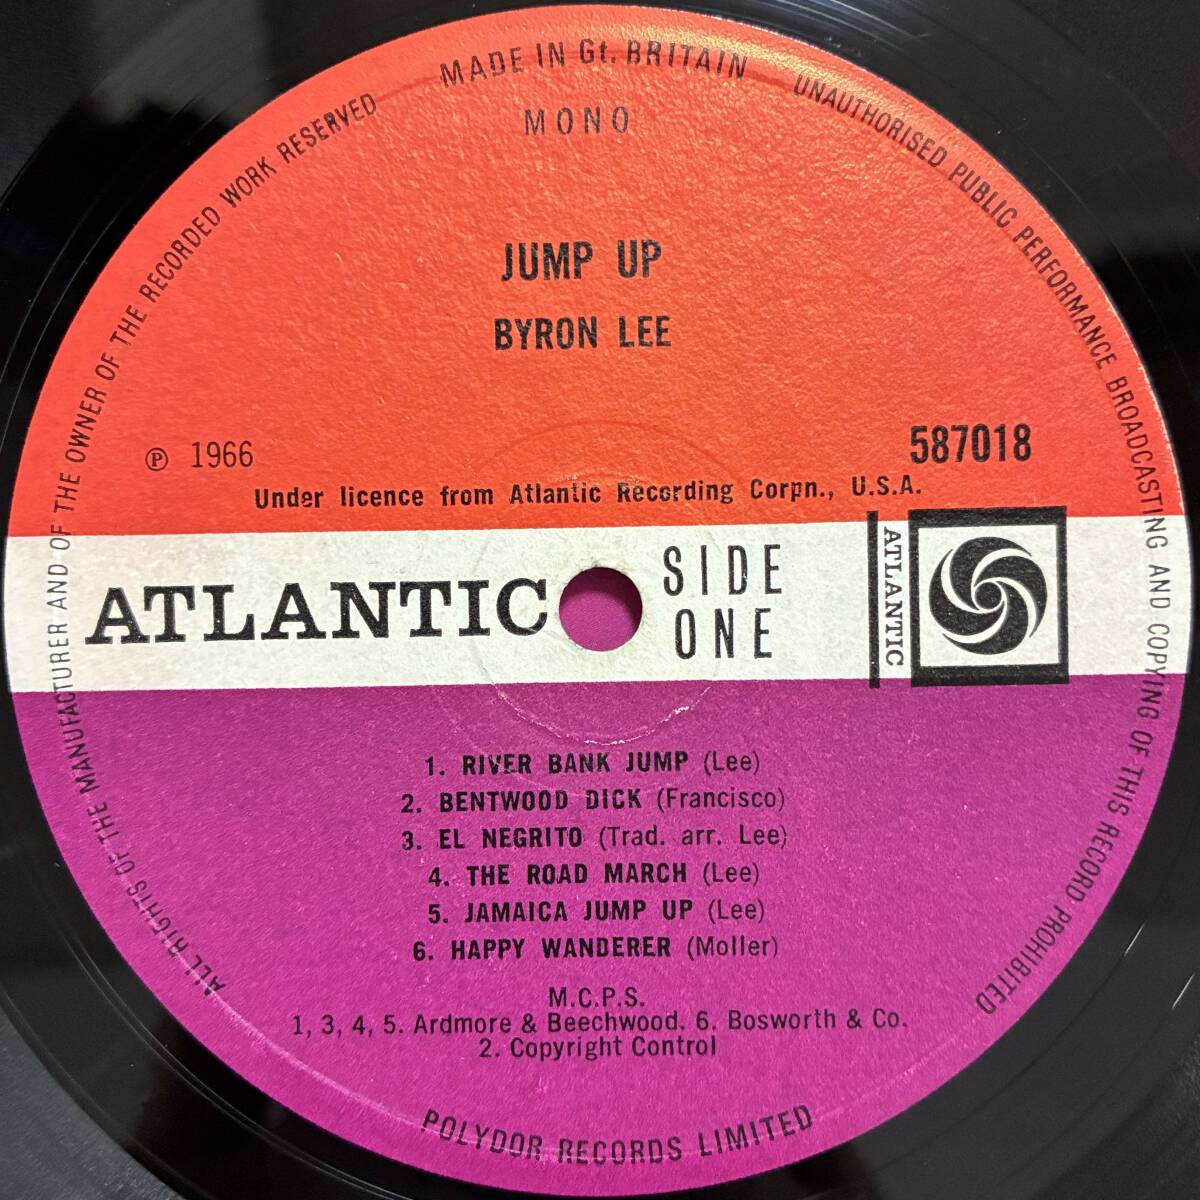 MADE IN Gt. BRITAIN
UNAUTHORISED PUBLIC PERFORMANCE BROADCASTING AND COPYING OF THIS RECORD PROHIBITED
ALL RIGHTS OF THE MANUFACTURER AND OF THE OWNER OF THE RECORDED WORK RESERVED
MONO
JUMP UP
BYRON LEE
℗ 1966
587018
Under licence from Atlantic Recording Corpn., U.S.A.
ATLANTIC
SIDE
ONE
ATLANTIC
1. RIVER BANK JUMP (Lee)
2. BENTWOOD DICK (Francisco)
3. EL NEGRITO (Trad. arr. Lee)
4. THE ROAD MARCH (Lee)
5. JAMAICA JUMP UP (Lee)
6. HAPPY WANDERER (Moller)
M.C.P.S.
1, 3, 4, 5. Ardmore & Beechwood. 6. Bosworth & Co.
2. Copyright Control
POLYDOR RECORDS LIMITED